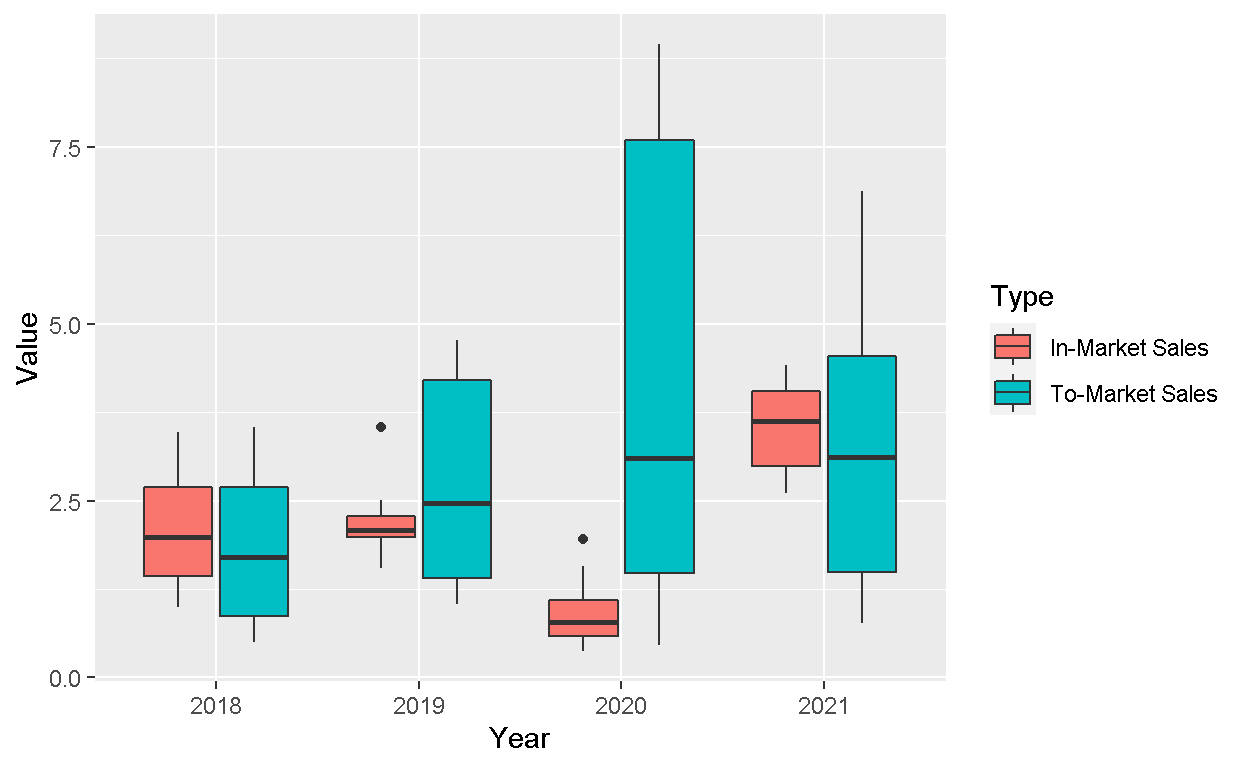 Value
7.5
5.0
2.5
0.0
2018 2019 2020 2021
Year
Type
In-Market Sales
To-Market Sales